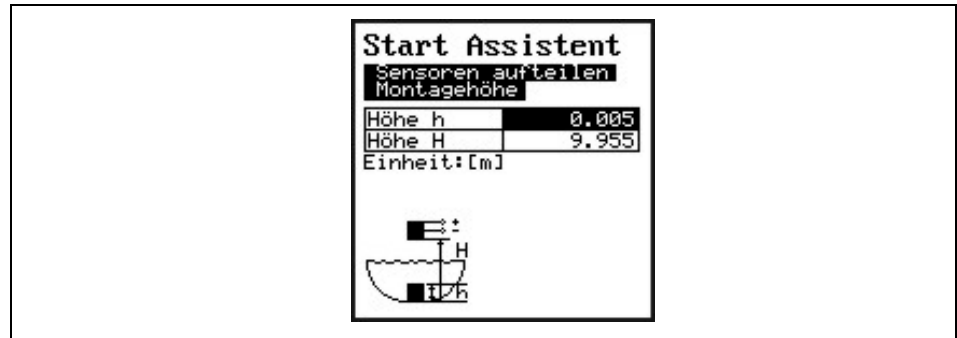 Start Assistent
Sensoren aufteilen
Montagehöhe
Höhe h 0.005
Höhe H 9.955
Einheit:[m]
+
-
H
h